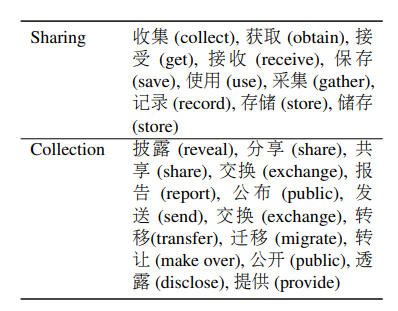 Sharing 收集 (collect), 获取 (obtain), 接
受 (get), 接收 (receive), 保存
(save), 使用 (use), 采集 (gather),
记录 (record), 存储 (store), 储存
(store)
Collection 披露 (reveal), 分享 (share), 共
享 (share), 交换 (exchange), 报
告 (report), 公布 (public), 发
送 (send), 交换 (exchange), 转
移(transfer), 迁移 (migrate), 转
让 (make over), 公开 (public), 透
露 (disclose), 提供 (provide)